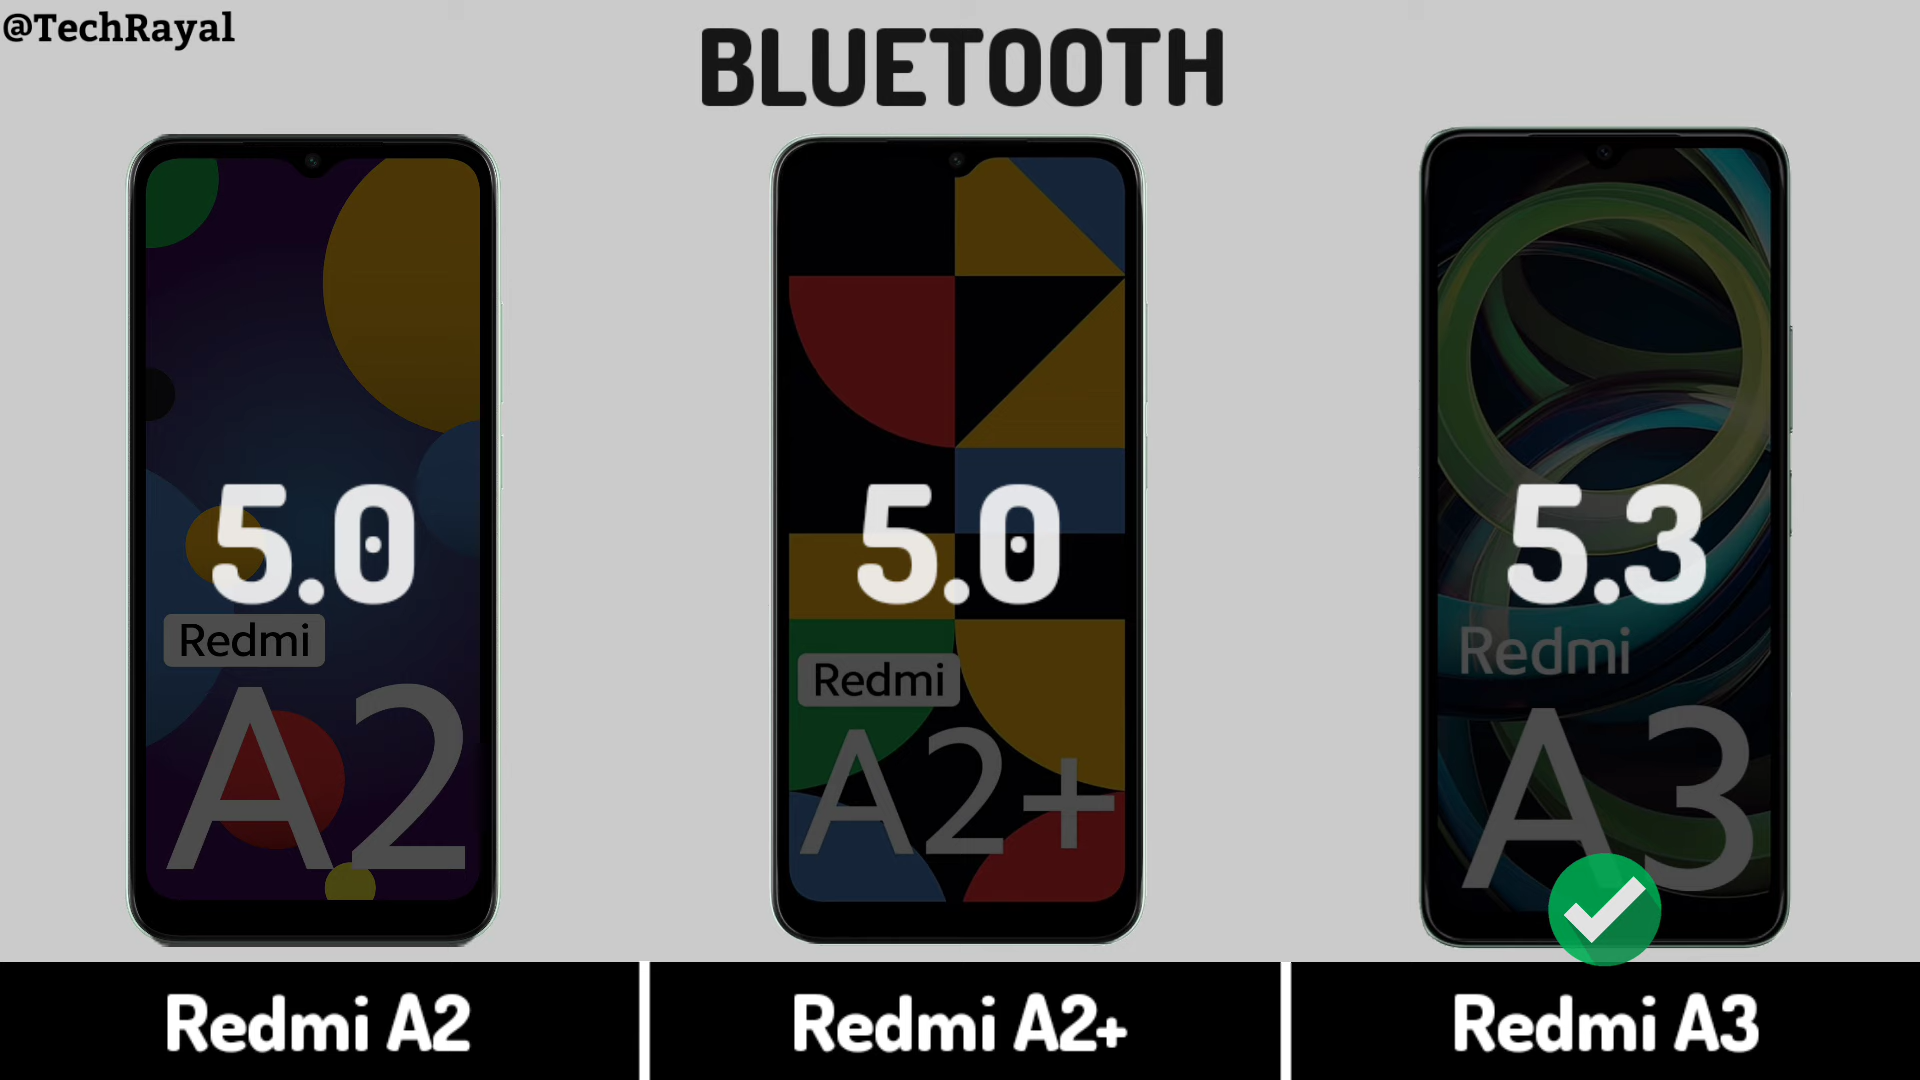 @TechRayal
BLUETOOTH
5.0
Redmi
A2
5.0
Redmi
A2+
5.3
Redmi
A3
Redmi A2
Redmi A2+
Redmi A3